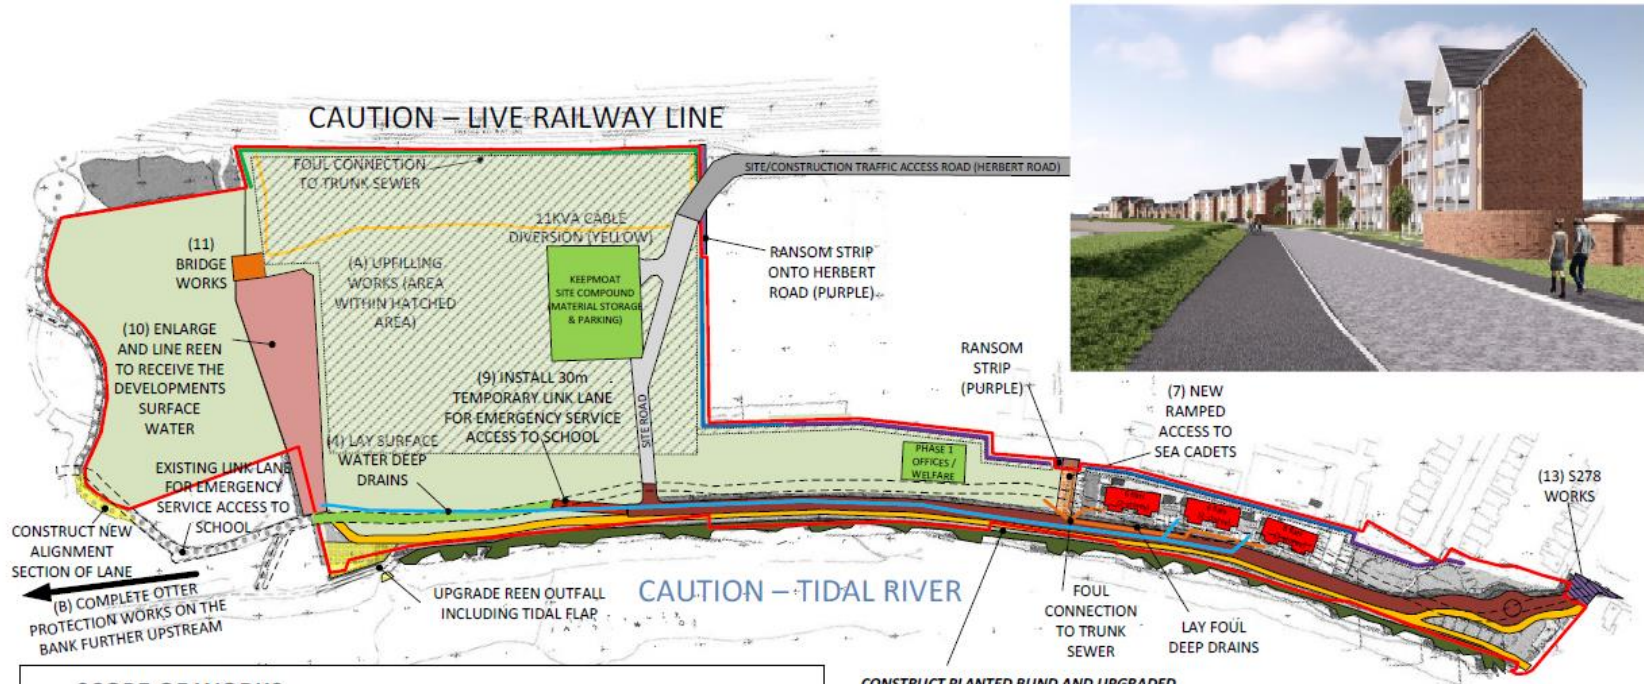 CAUTION – LIVE RAILWAY LINE
FOUL CONNECTION
TO TRUNK SEWER
SITE/CONSTRUCTION TRAFFIC ACCESS ROAD (HERBERT ROAD)
11KVA CABLE
DIVERSION (YELLOW)
(11)
BRIDGE
WORKS
(A) UPFILLING
WORKS (AREA
WITHIN HATCHED
AREA)
KEEPMOAT
SITE COMPOUND
(MATERIAL STORAGE
& PARKING)
RANSOM STRIP
ONTO HERBERT
ROAD (PURPLE)
(10) ENLARGE
AND LINE REEN
TO RECEIVE THE
DEVELOPMENTS
SURFACE
WATER
(9) INSTALL 30m
TEMPORARY LINK LANE
FOR EMERGENCY SERVICE
ACCESS TO SCHOOL
SITE ROAD
RANSOM
STRIP
(PURPLE)
(7) NEW
RAMPED
ACCESS TO
SEA CADETS
(4) LAY SURFACE
WATER DEEP
DRAINS
PHASE 1
OFFICES /
WELFARE
(13) S278
WORKS
EXISTING LINK LANE
FOR EMERGENCY
SERVICE ACCESS TO
SCHOOL
CONSTRUCT NEW
ALIGNMENT
SECTION OF LANE
(B) COMPLETE OTTER
PROTECTION WORKS ON THE
BANK FURTHER UPSTREAM
UPGRADE REEN OUTFALL
INCLUDING TIDAL FLAP
CAUTION – TIDAL RIVER
FOUL
CONNECTION
TO TRUNK
SEWER
LAY FOUL
DEEP DRAINS
CONSTRUCT PLANTED BUND AND UPGRADED